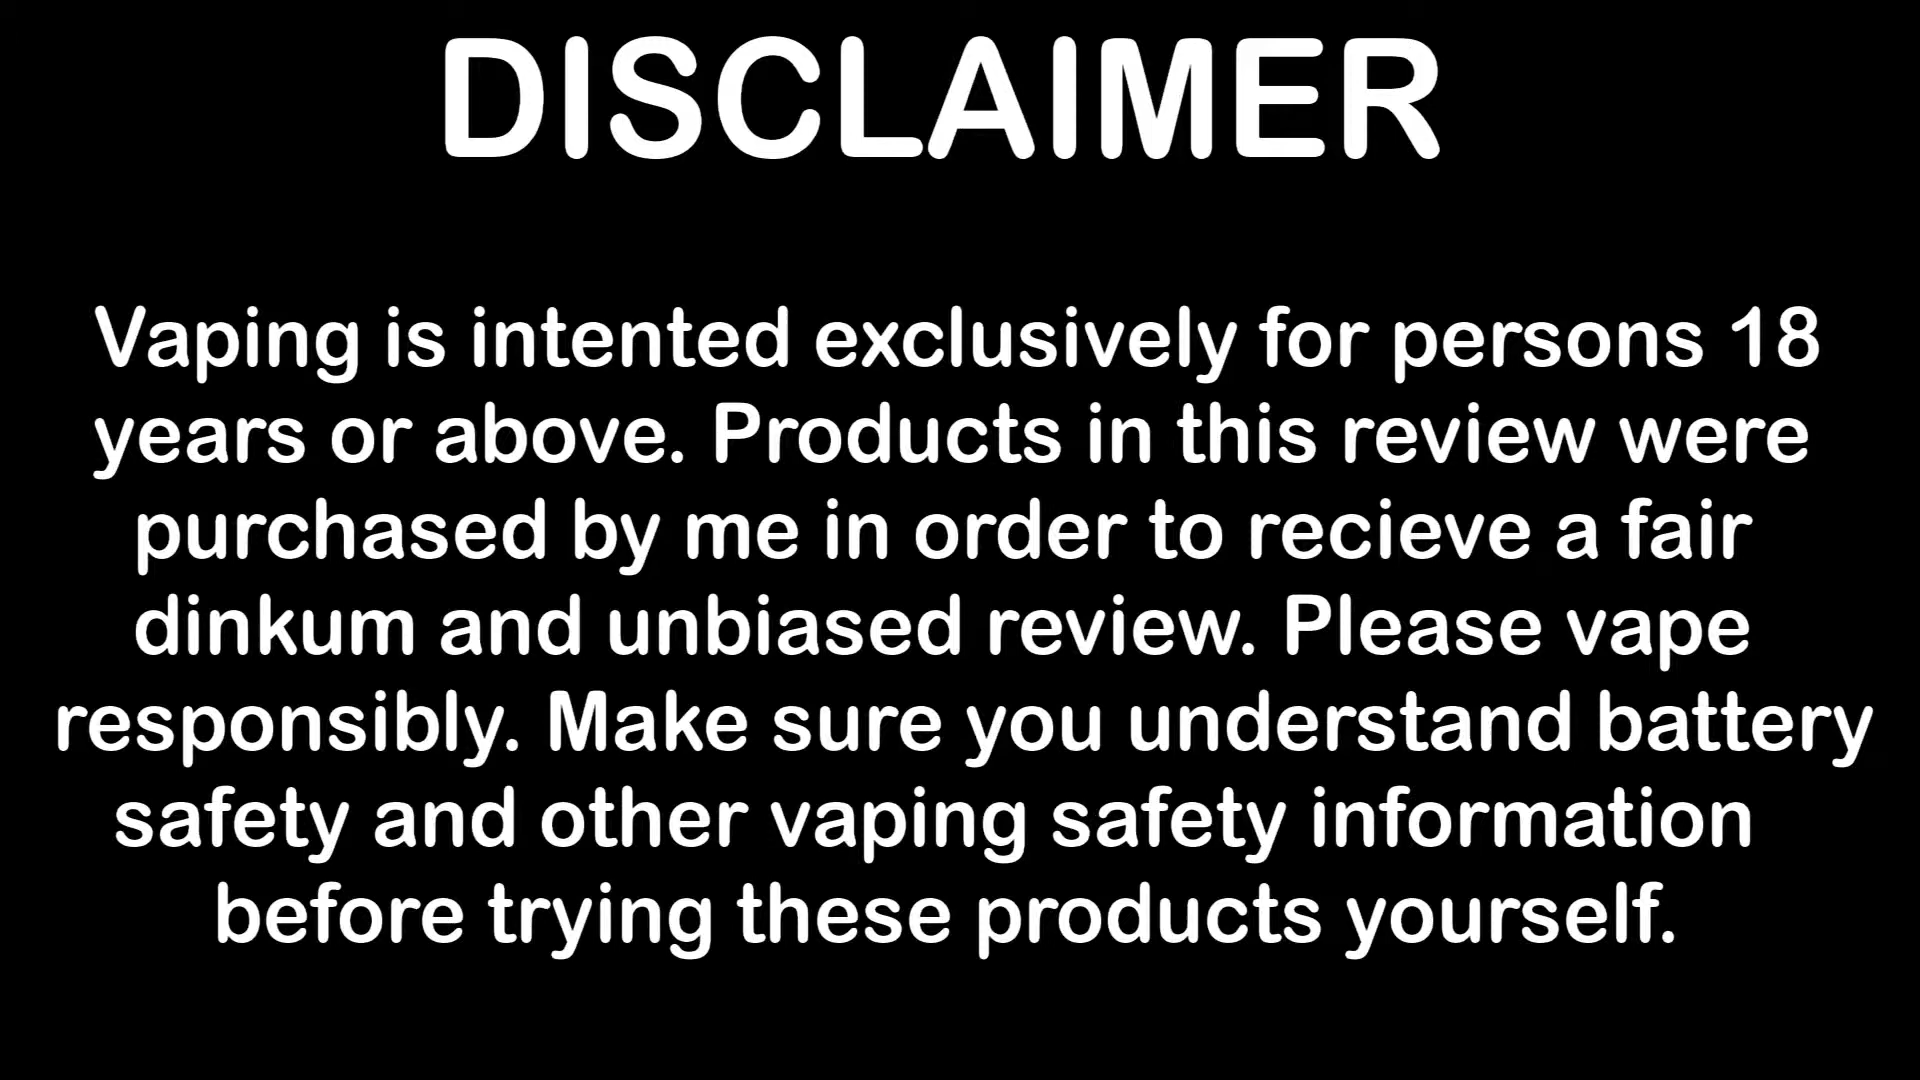 DISCLAIMER
Vaping is intented exclusively for persons 18
years or above. Products in this review were
purchased by me in order to recieve a fair
dinkum and unbiased review. Please vape
responsibly. Make sure you understand battery
safety and other vaping safety information
before trying these products yourself.